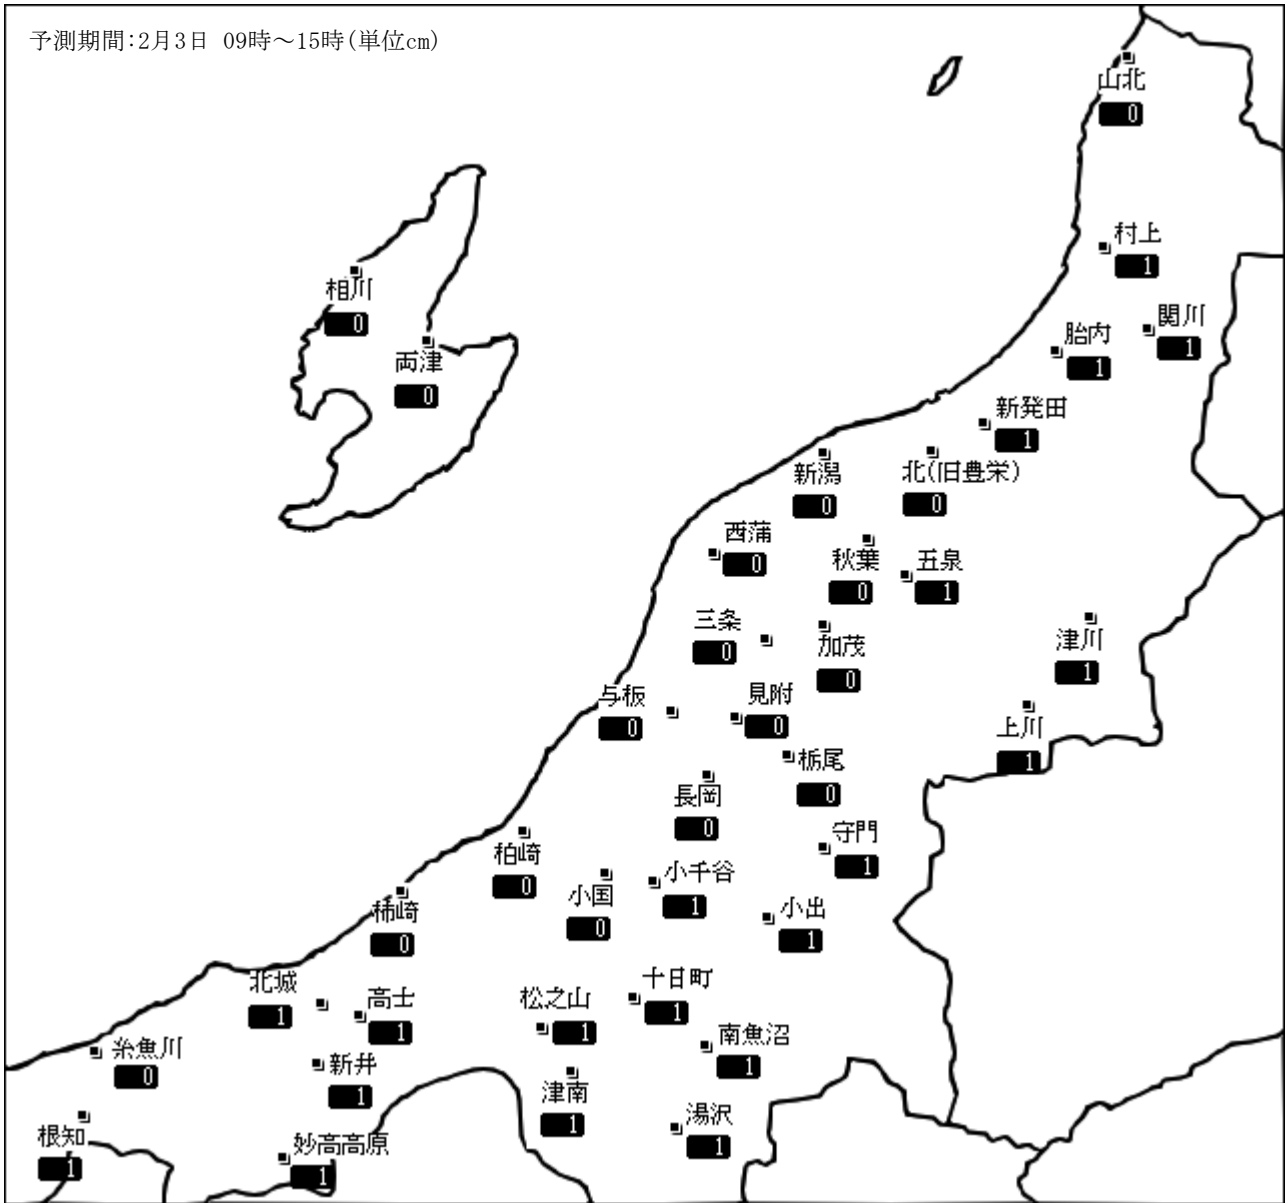 予測期間:2月3日 09時～15時(単位cm)
山北
0
村上
1
相川
0
関川
1
胎内
1
両津
0
新発田
1
新潟
0
北(旧豊栄)
0
西蒲
0
秋葉
0
五泉
1
三条
0
加茂
0
津川
1
与板
0
見附
0
上川
1
栃尾
0
長岡
0
守門
1
柏崎
0
小千谷
1
小国
0
小出
1
柿崎
0
北城
1
高士
1
松之山
1
十日町
1
南魚沼
1
糸魚川
0
新井
1
津南
1
湯沢
1
根知
1
妙高高原
1